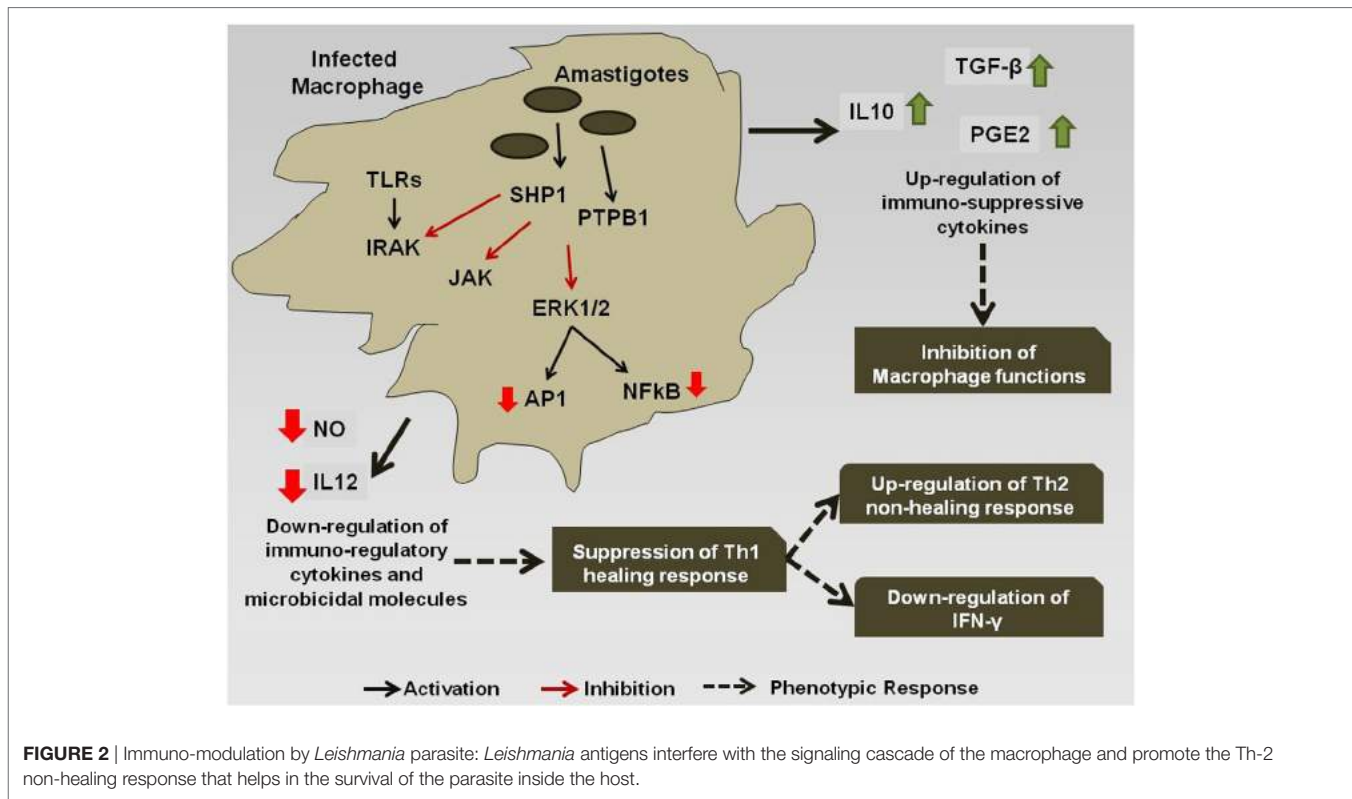 Infected
Macrophage
Amastigotes
TLRs
IRAK
SHP1
PTPB1
JAK
ERK1/2
AP1
NFkB
TGF-β
IL10
PGE2
Up-regulation of
immuno-suppressive
cytokines
Inhibition of
Macrophage functions
NO
IL12
Down-regulation of
immuno-regulatory
cytokines and
microbicidal molecules
Suppression of Th1
healing response
Up-regulation of Th2
non-healing response
Down-regulation of
IFN-γ
Activation
Inhibition
Phenotypic Response
FIGURE 2 | Immuno-modulation by Leishmania parasite: Leishmania antigens interfere with the signaling cascade of the macrophage and promote the Th-2
non-healing response that helps in the survival of the parasite inside the host.